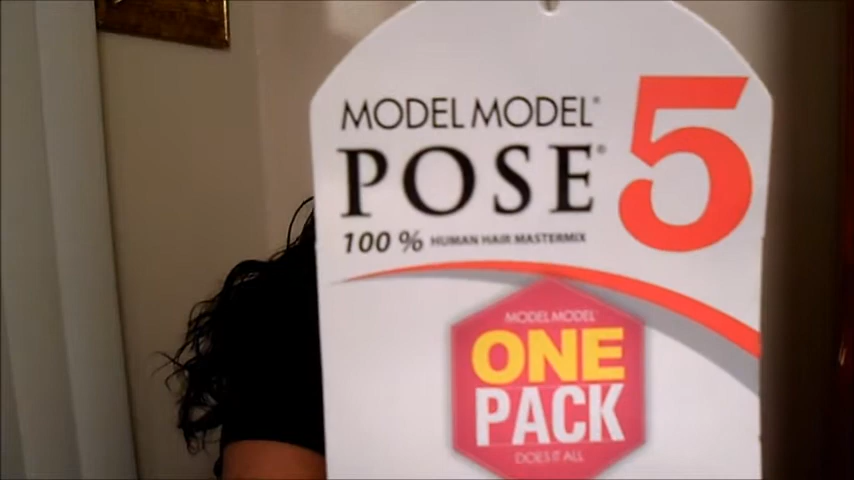 MODEL MODEL®
POSE® 5
100% HUMAN HAIR MASTERMIX
MODEL MODEL®
ONE
PACK
DOES IT ALL